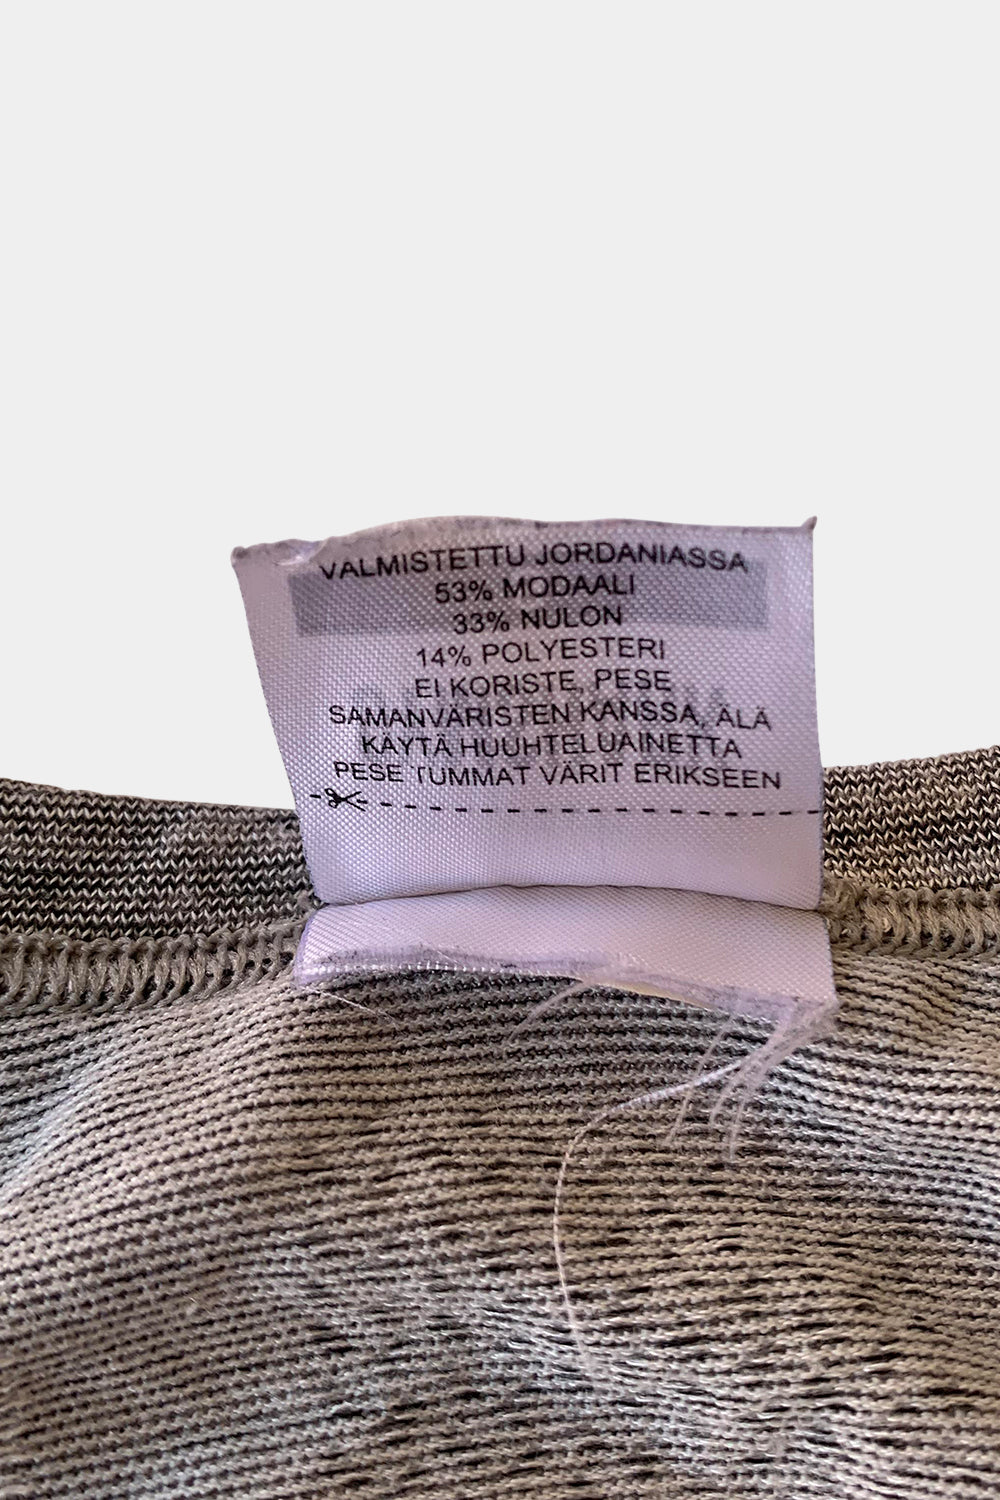 VALMISTETTU JORDANIASSA
53% MODAALI
33% NULON
14% POLYESTERI
EI KORISTE, PESE
SAMANVÄRISTEN KANSSA, ÄLÄ
KÄYTÄ HUUHTELUAINETTA
PESE TUMMAT VÄRIT ERIKSEEN